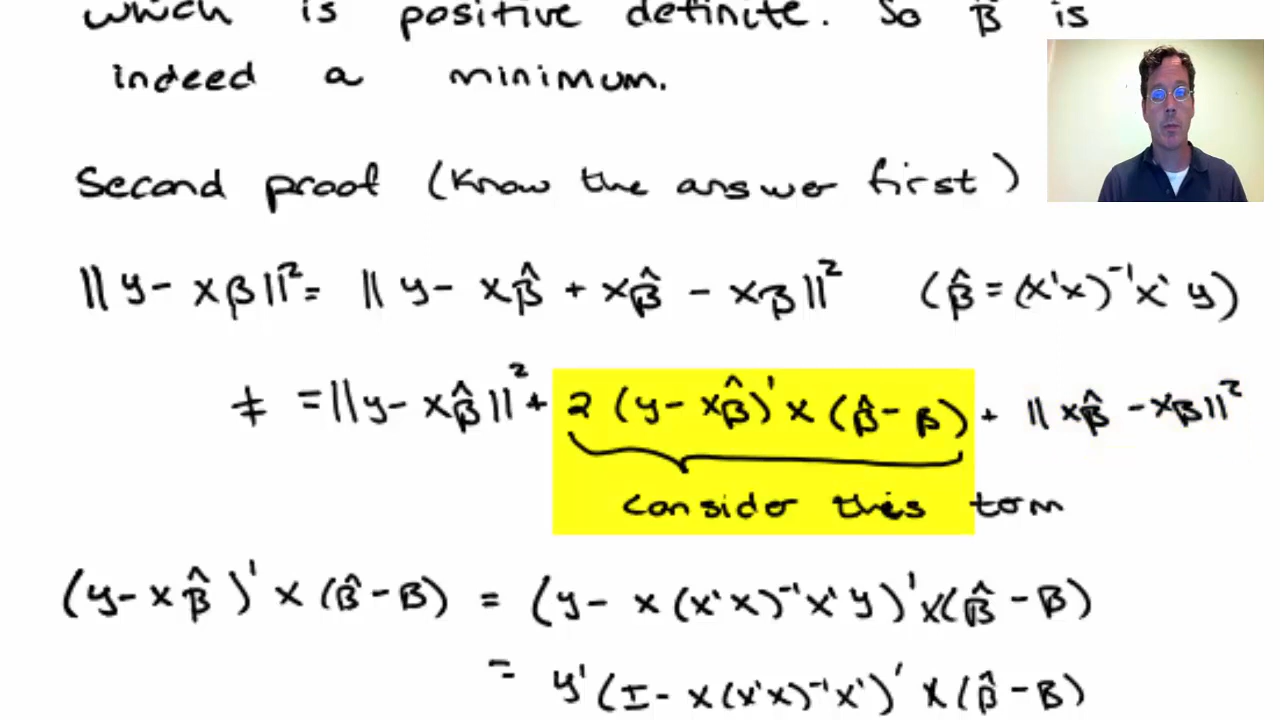 which is positive definite. So β̂ is
indeed a minimum.
Second proof (Know the answer first)
||y - xβ||² = ||y - xβ̂ + xβ̂ - xβ||² (β̂ = (x'x)⁻¹x'y)
≠ = ||y - xβ̂||² + 2(y - xβ̂)'x(β̂ - β) + ||xβ̂ - xβ||²
Consider this term
(y - xβ̂)'x(β̂ - β) = (y - x(x'x)⁻¹x'y)'x(β̂ - β)
= y'(I - x(x'x)⁻¹x')'x(β̂ - β)